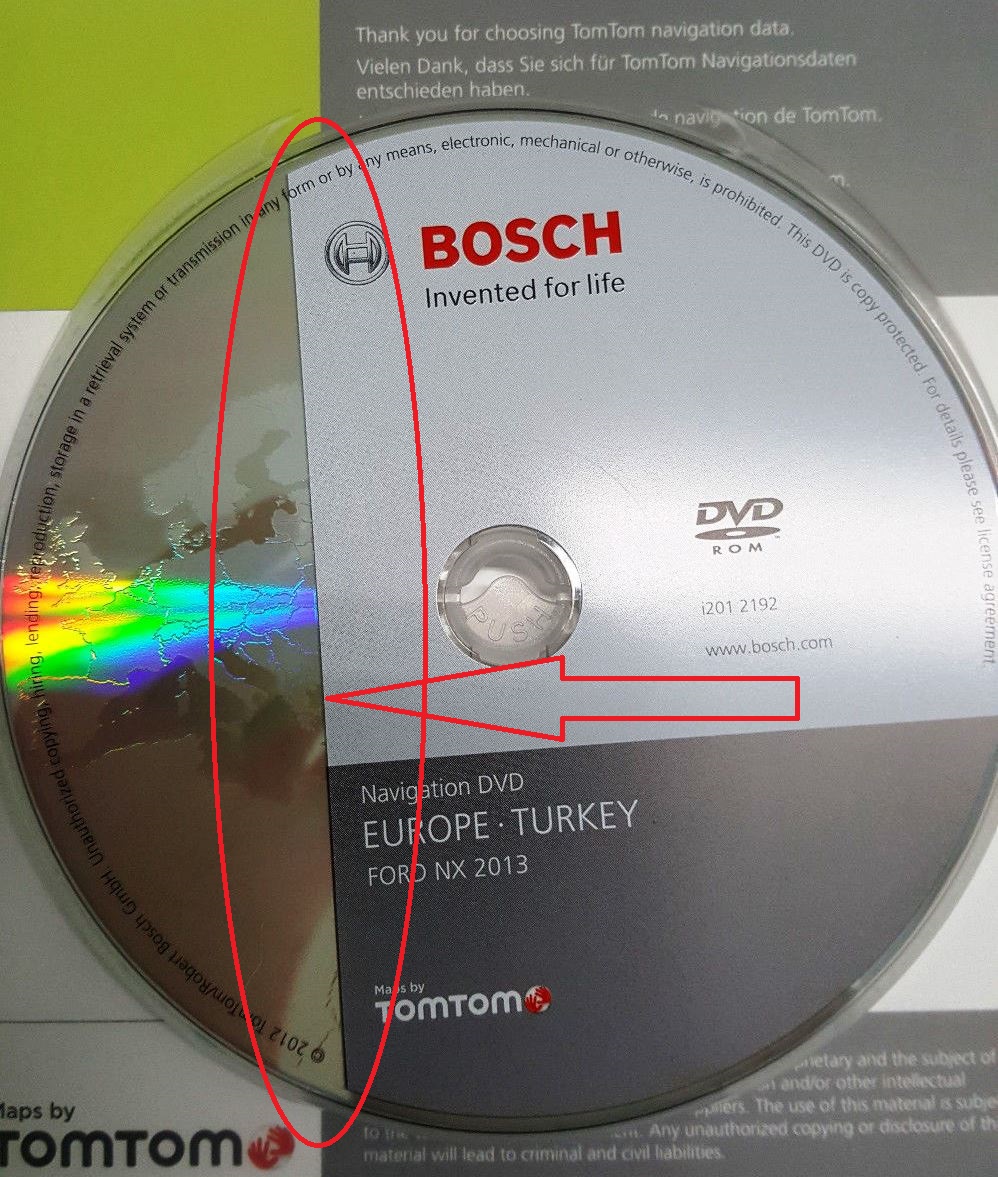 Thank you for choosing TomTom navigation data.
Vielen Dank, dass Sie sich für TomTom Navigationsdaten
entschieden haben.
navigation de TomTom.
© 2012 TomTom/Robert Bosch GmbH. Unauthorized copying, hiring, lending, reproduction, storage in a retrieval system or transmission in any form or by any means, electronic, mechanical or otherwise, is prohibited. This DVD is copy protected. For details please see license agreement.
BOSCH
Invented for life
DVD
ROM
PUSH
i201 2192
www.bosch.com
Navigation DVD
EUROPE · TURKEY
FORD NX 2013
Maps by
TOMTOM
and the subject of
and/or other intellectual
The use of this material is
Any unauthorized copying or disclosure of
material will lead to criminal and civil liabilities.
Maps by
TOMTOM